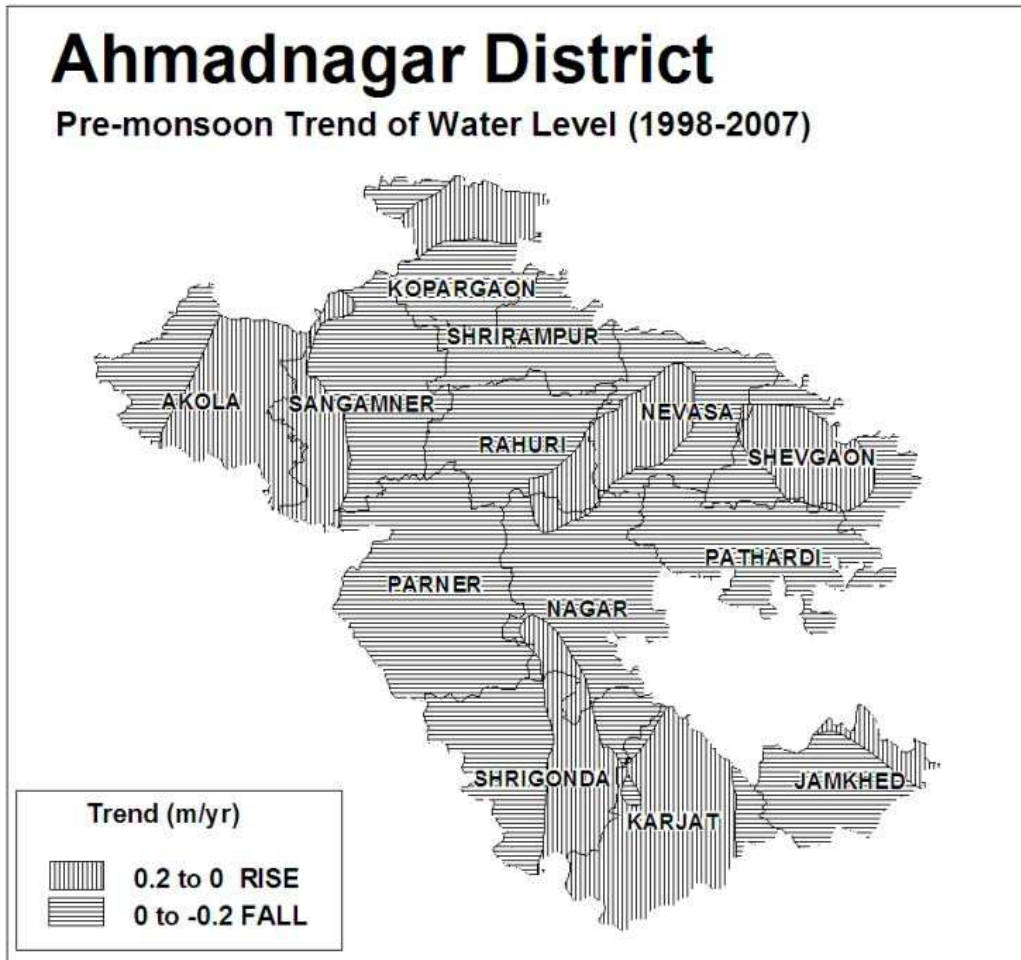 Ahmadnagar District
Pre-monsoon Trend of Water Level (1998-2007)
KOPARGAON
SHRIRAMPUR
AKOLA
SANGAMNER
NEVASA
RAHURI
SHEVGAON
PATHARDI
PARNER
NAGAR
SHRIGONDA
JAMKHED
KARJAT
Trend (m/yr)
0.2 to 0 RISE
0 to -0.2 FALL